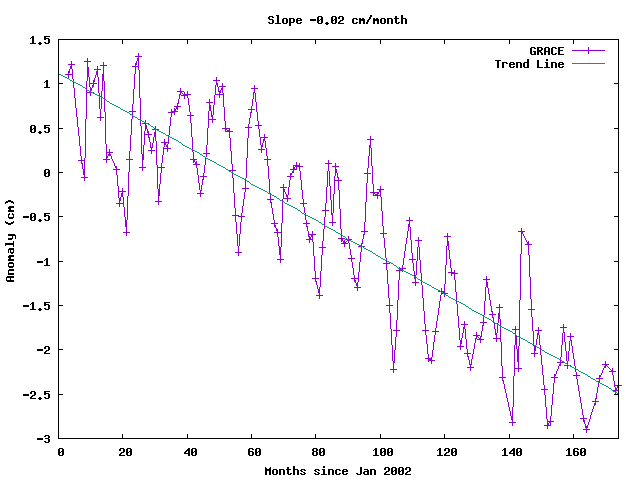 Slope -0.02 cm/month
GRACE
Trend Line
1.5
1
0.5
0
-0.5
-1
-1.5
-2
-2.5
-3
Anomaly (cm)
0 20 40 60 80 100 120 140 160
Months since Jan 2002